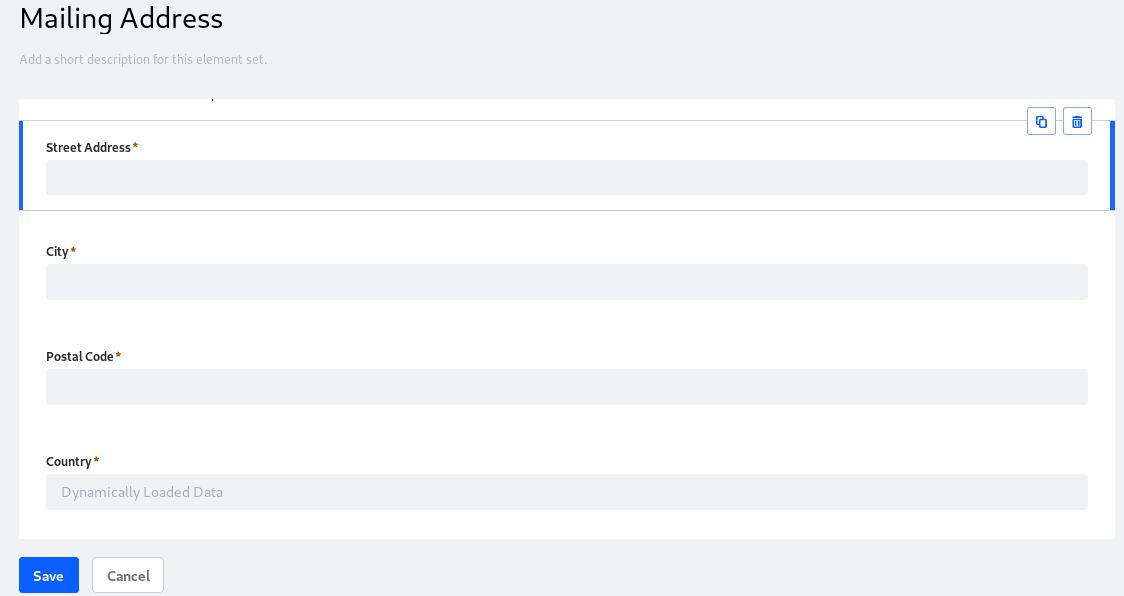 Mailing Address
Add a short description for this element set.
Street Address*
City*
Postal Code*
Country*
Dynamically Loaded Data
Save
Cancel